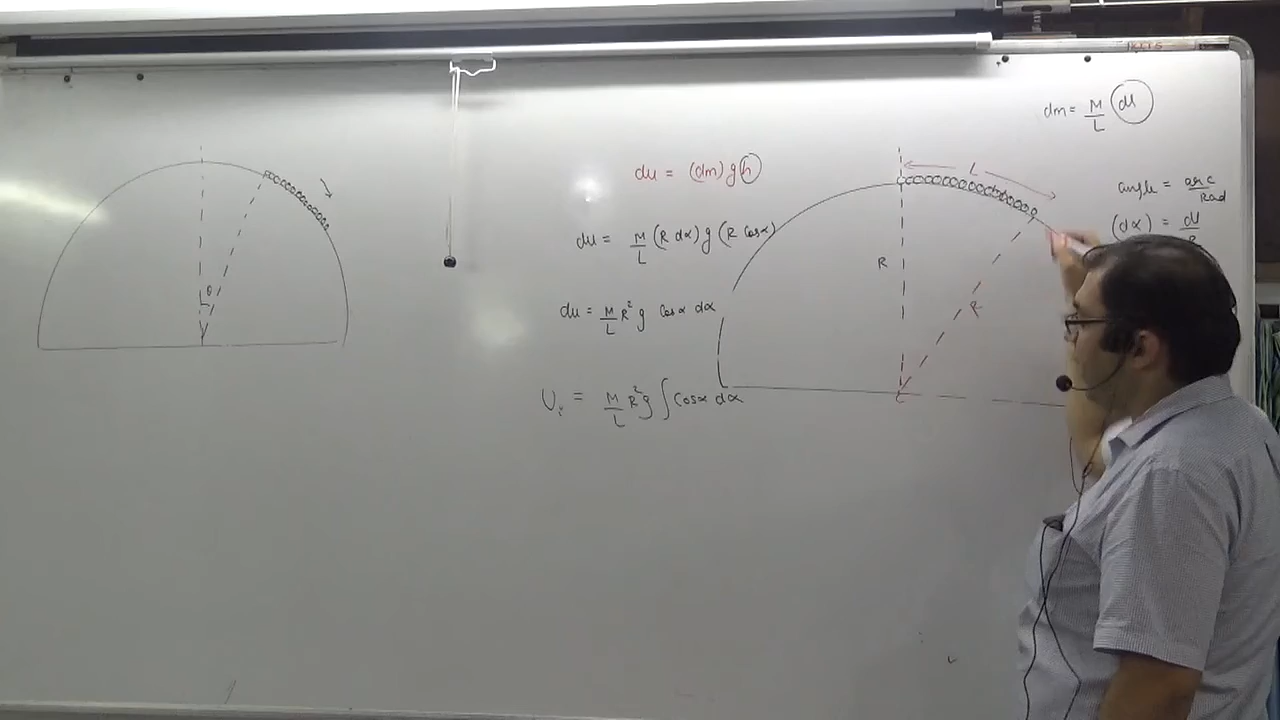 dm = M/L (dl)
du = (dm) g h
L
angle = arc/Rad
(dα) = dl/R
du = M/L (R dα) g (R Cosα)
R
θ
du = M/L R² g Cosα dα
R
Uᵢ = M/L R² g ∫ Cosα dα
C